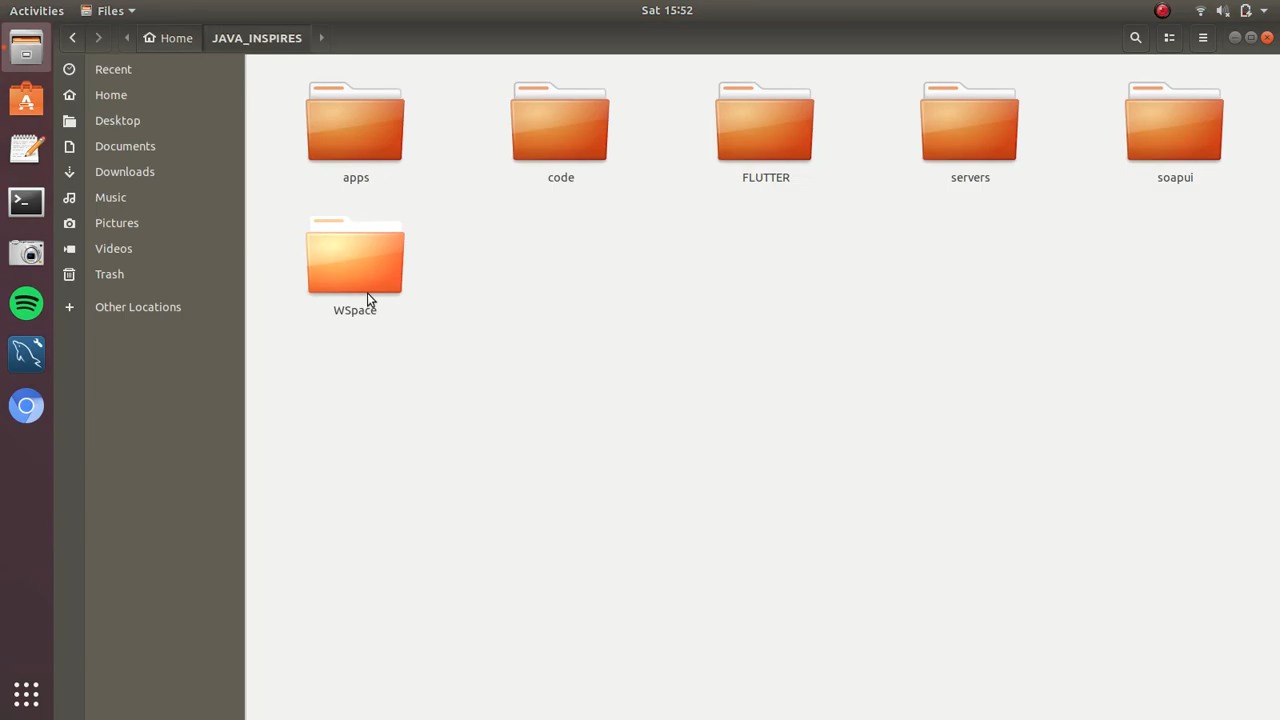 Activities Files Sat 15:52
Home JAVA_INSPIRES
Recent
Home
Desktop
Documents
Downloads
Music
Pictures
Videos
Trash
Other Locations
apps code FLUTTER servers soapui
WSpace